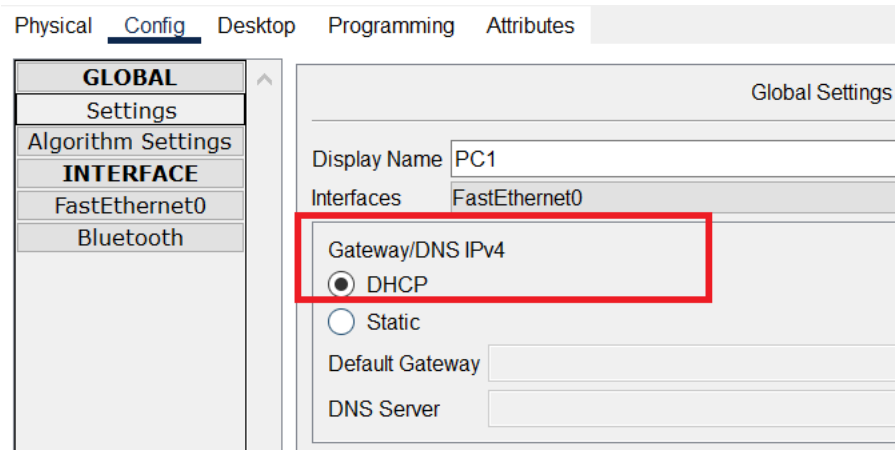 Physical Config Desktop Programming Attributes
GLOBAL
Settings
Algorithm Settings
INTERFACE
FastEthernet0
Bluetooth
Global Settings
Display Name PC1
Interfaces FastEthernet0
Gateway/DNS IPv4
DHCP
Static
Default Gateway
DNS Server